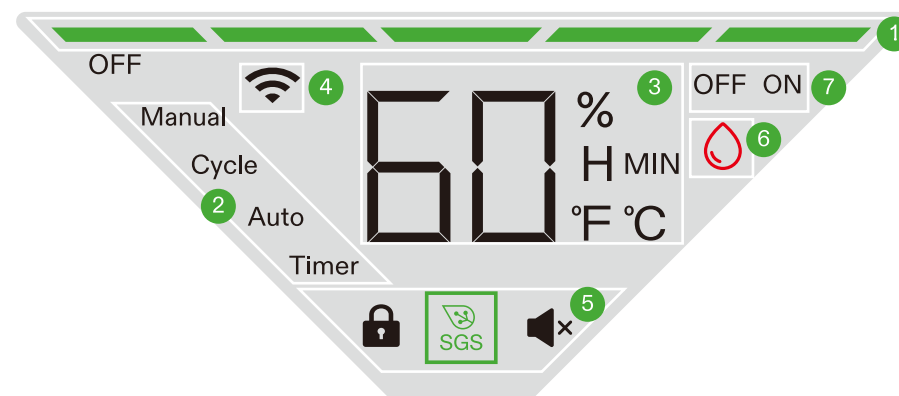 1
OFF
4
3
OFF ON
7
Manual
60
%
6
Cycle
H MIN
2
Auto
°F °C
Timer
5
SGS